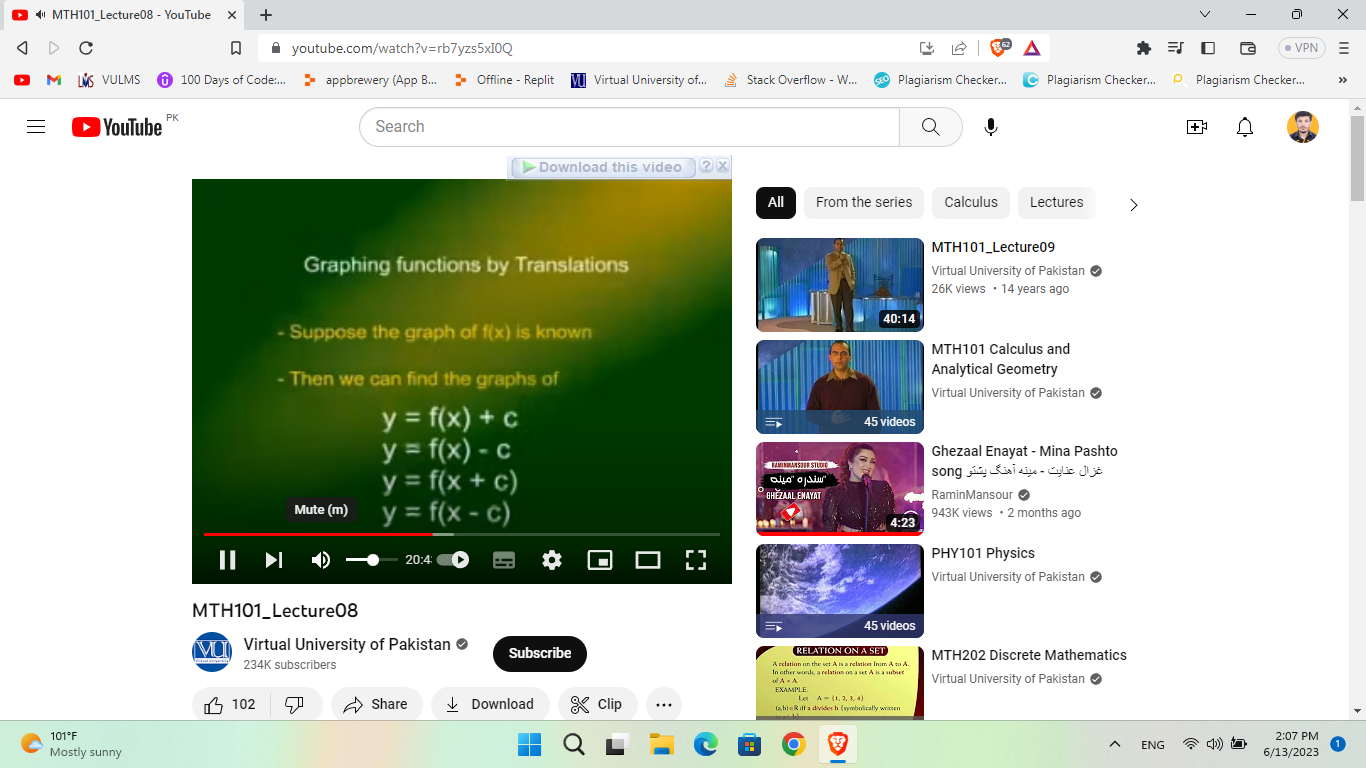 MTH101_Lecture08 - YouTube
youtube.com/watch?v=rb7yzs5xI0Q
62
VPN
VULMS
100 Days of Code:...
appbrewery (App B...
Offline - Replit
Virtual University of...
Stack Overflow - W...
Plagiarism Checker...
Plagiarism Checker...
Plagiarism Checker...
YouTube PK
Search
Download this video ? X
Graphing functions by Translations
- Suppose the graph of f(x) is known
- Then we can find the graphs of
y = f(x) + c
y = f(x) - c
y = f(x + c)
y = f(x - c)
Mute (m)
20:4
MTH101_Lecture08
VU
Virtual University of Pakistan
234K subscribers
Subscribe
102
Share
Download
Clip
All
From the series
Calculus
Lectures
MTH101_Lecture09
Virtual University of Pakistan
26K views • 14 years ago
40:14
MTH101 Calculus and
Analytical Geometry
Virtual University of Pakistan
45 videos
RAMINMANSOUR STUDIO
سندره "مینه"
GHEZAAL ENAYAT
4:23
Ghezaal Enayat - Mina Pashto
song غزال عنایت - مینه آهنگ پښتو
RaminMansour
943K views • 2 months ago
PHY101 Physics
Virtual University of Pakistan
45 videos
RELATION ON A SET
A relation on the set A is a relation from A to A.
In other words, a relation on a set A is a subset
of A × A.
EXAMPLE:
Let A = {1, 2, 3, 4}
(a,b)∈R iff a divides b {symbolically written
MTH202 Discrete Mathematics
Virtual University of Pakistan
101°F
Mostly sunny
ENG
2:07 PM
6/13/2023
1